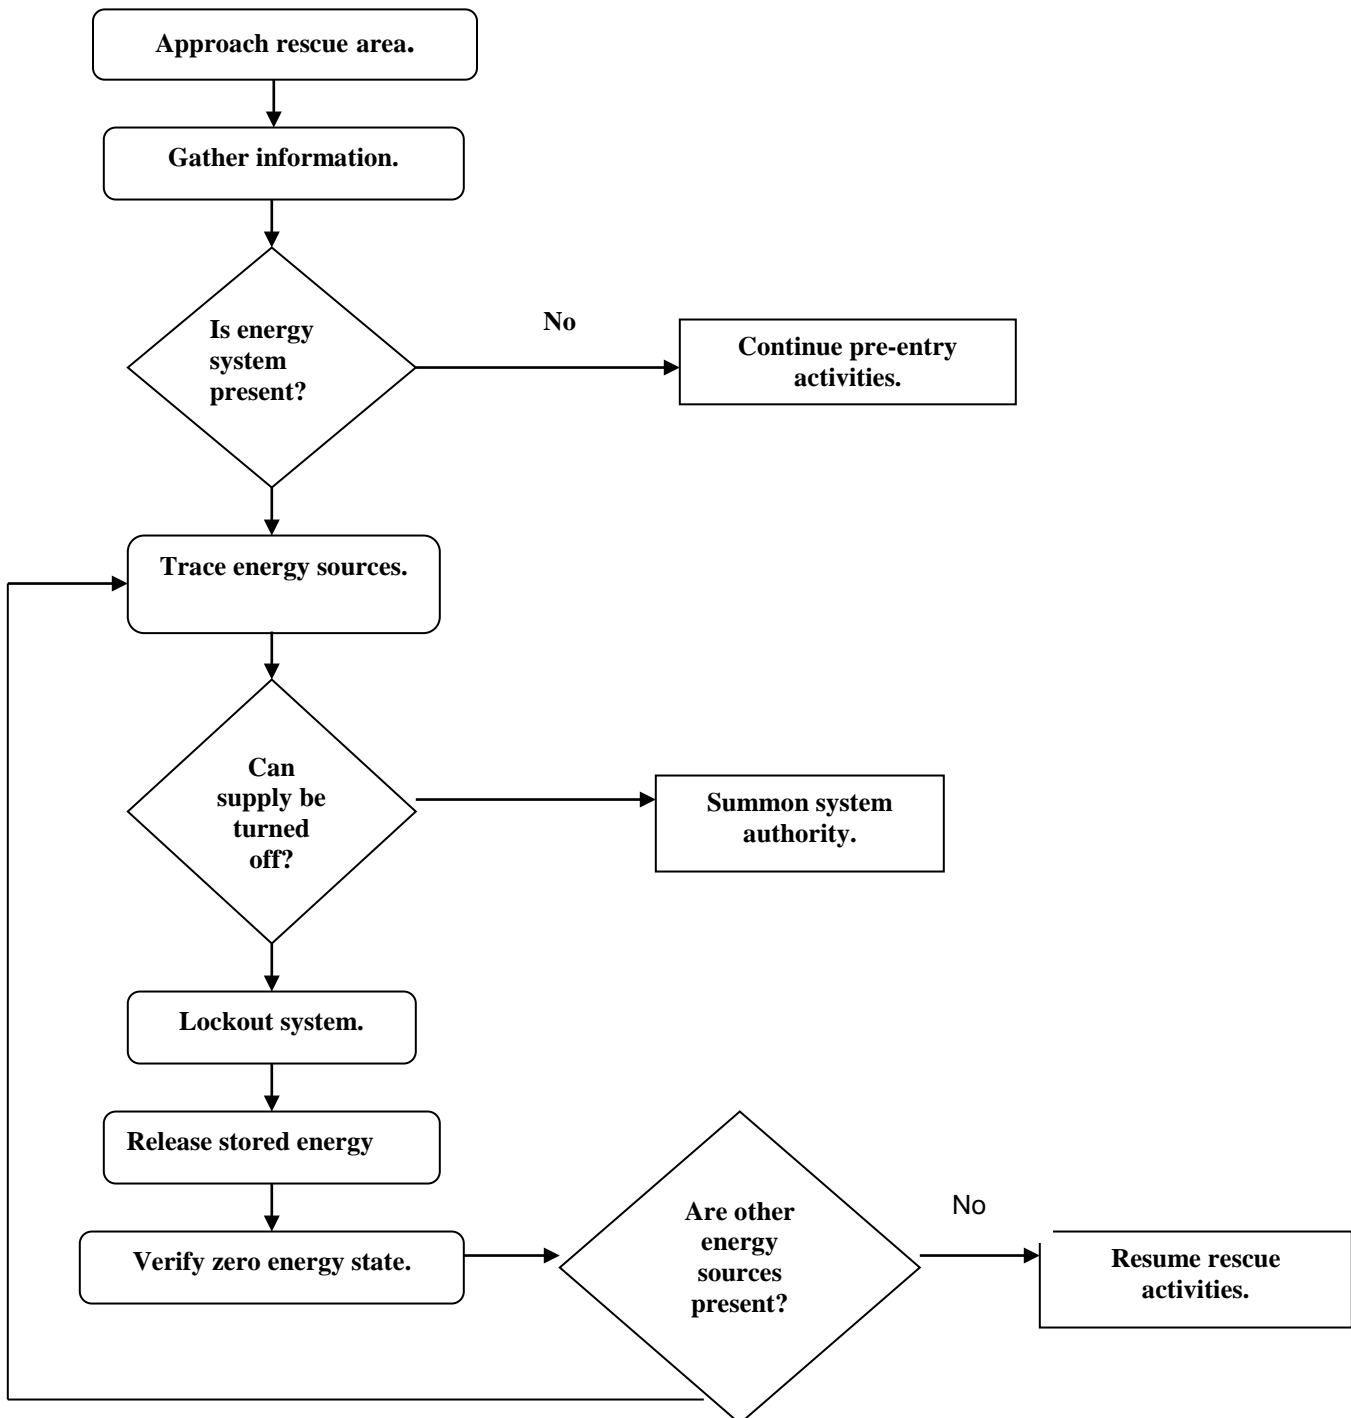 Approach rescue area.
Gather information.
Is energy
system
present?
No
Continue pre-entry
activities.
Trace energy sources.
Can
supply be
turned
off?
Summon system
authority.
Lockout system.
Release stored energy
Verify zero energy state.
Are other
energy
sources
present?
No
Resume rescue
activities.